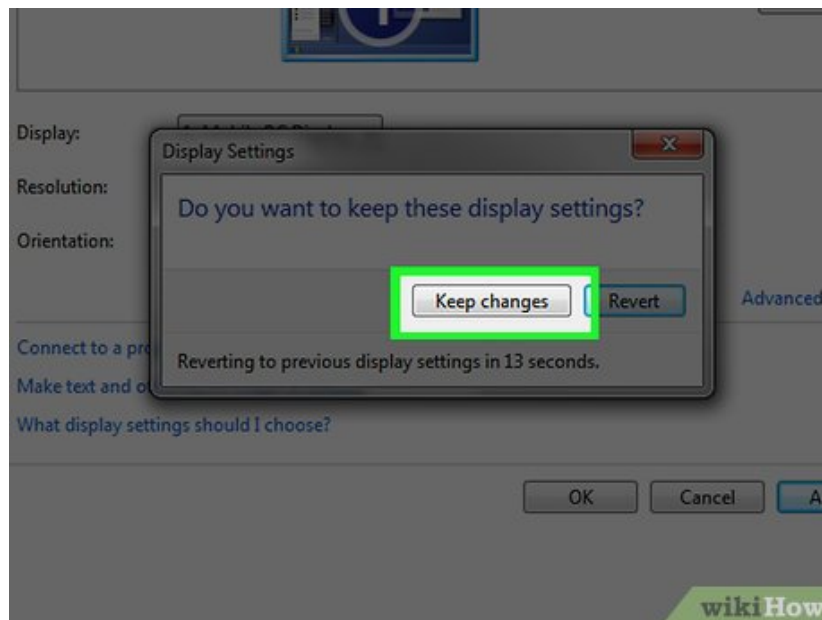 Display:
Display Settings
Resolution:
Do you want to keep these display settings?
Orientation:
Keep changes
Revert
Advanced
Connect to a
Reverting to previous display settings in 13 seconds.
Make text and
What display settings should I choose?
OK
Cancel
wikiHow